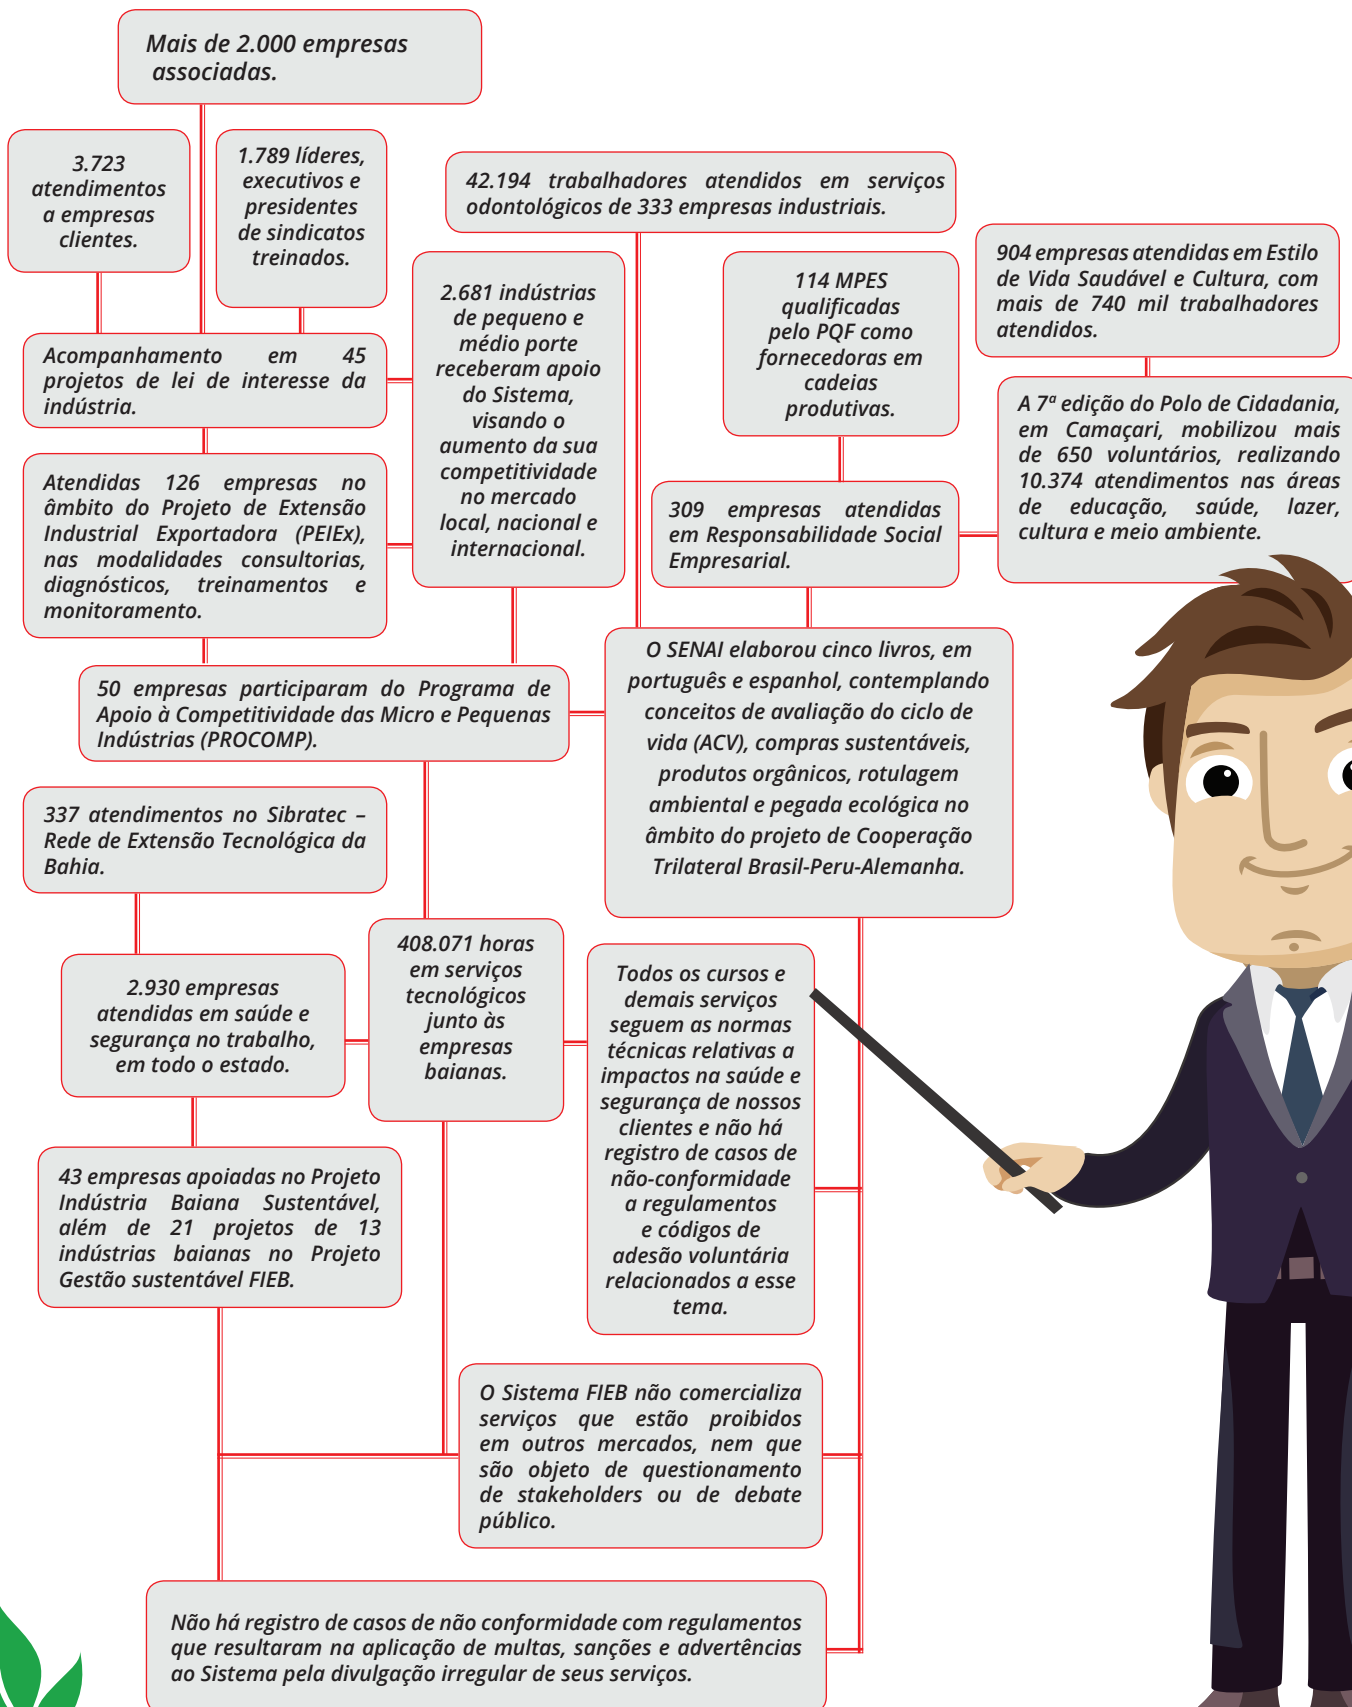 Mais de 2.000 empresas
associadas.
3.723
atendimentos
a empresas
clientes.
1.789 líderes,
executivos e
presidentes
de sindicatos
treinados.
42.194 trabalhadores atendidos em serviços
odontológicos de 333 empresas industriais.
904 empresas atendidas em Estilo
de Vida Saudável e Cultura, com
mais de 740 mil trabalhadores
atendidos.
2.681 indústrias
de pequeno e
médio porte
receberam apoio
do Sistema,
visando o
aumento da sua
competitividade
no mercado
local, nacional e
internacional.
114 MPES
qualificadas
pelo PQF como
fornecedoras em
cadeias
produtivas.
Acompanhamento em 45
projetos de lei de interesse da
indústria.
A 7ª edição do Polo de Cidadania,
em Camaçari, mobilizou mais
de 650 voluntários, realizando
10.374 atendimentos nas áreas
de educação, saúde, lazer,
cultura e meio ambiente.
Atendidas 126 empresas no
âmbito do Projeto de Extensão
Industrial Exportadora (PEIEx),
nas modalidades consultorias,
diagnósticos, treinamentos e
monitoramento.
309 empresas atendidas
em Responsabilidade Social
Empresarial.
O SENAI elaborou cinco livros, em
português e espanhol, contemplando
conceitos de avaliação do ciclo de
vida (ACV), compras sustentáveis,
produtos orgânicos, rotulagem
ambiental e pegada ecológica no
âmbito do projeto de Cooperação
Trilateral Brasil-Peru-Alemanha.
50 empresas participaram do Programa de
Apoio à Competitividade das Micro e Pequenas
Indústrias (PROCOMP).
337 atendimentos no Sibratec –
Rede de Extensão Tecnológica da
Bahia.
2.930 empresas
atendidas em saúde e
segurança no trabalho,
em todo o estado.
408.071 horas
em serviços
tecnológicos
junto às
empresas
baianas.
Todos os cursos e
demais serviços
seguem as normas
técnicas relativas a
impactos na saúde e
segurança de nossos
clientes e não há
registro de casos de
não-conformidade
a regulamentos
e códigos de
adesão voluntária
relacionados a esse
tema.
43 empresas apoiadas no Projeto
Indústria Baiana Sustentável,
além de 21 projetos de 13
indústrias baianas no Projeto
Gestão sustentável FIEB.
O Sistema FIEB não comercializa
serviços que estão proibidos
em outros mercados, nem que
são objeto de questionamento
de stakeholders ou de debate
público.
Não há registro de casos de não conformidade com regulamentos
que resultaram na aplicação de multas, sanções e advertências
ao Sistema pela divulgação irregular de seus serviços.